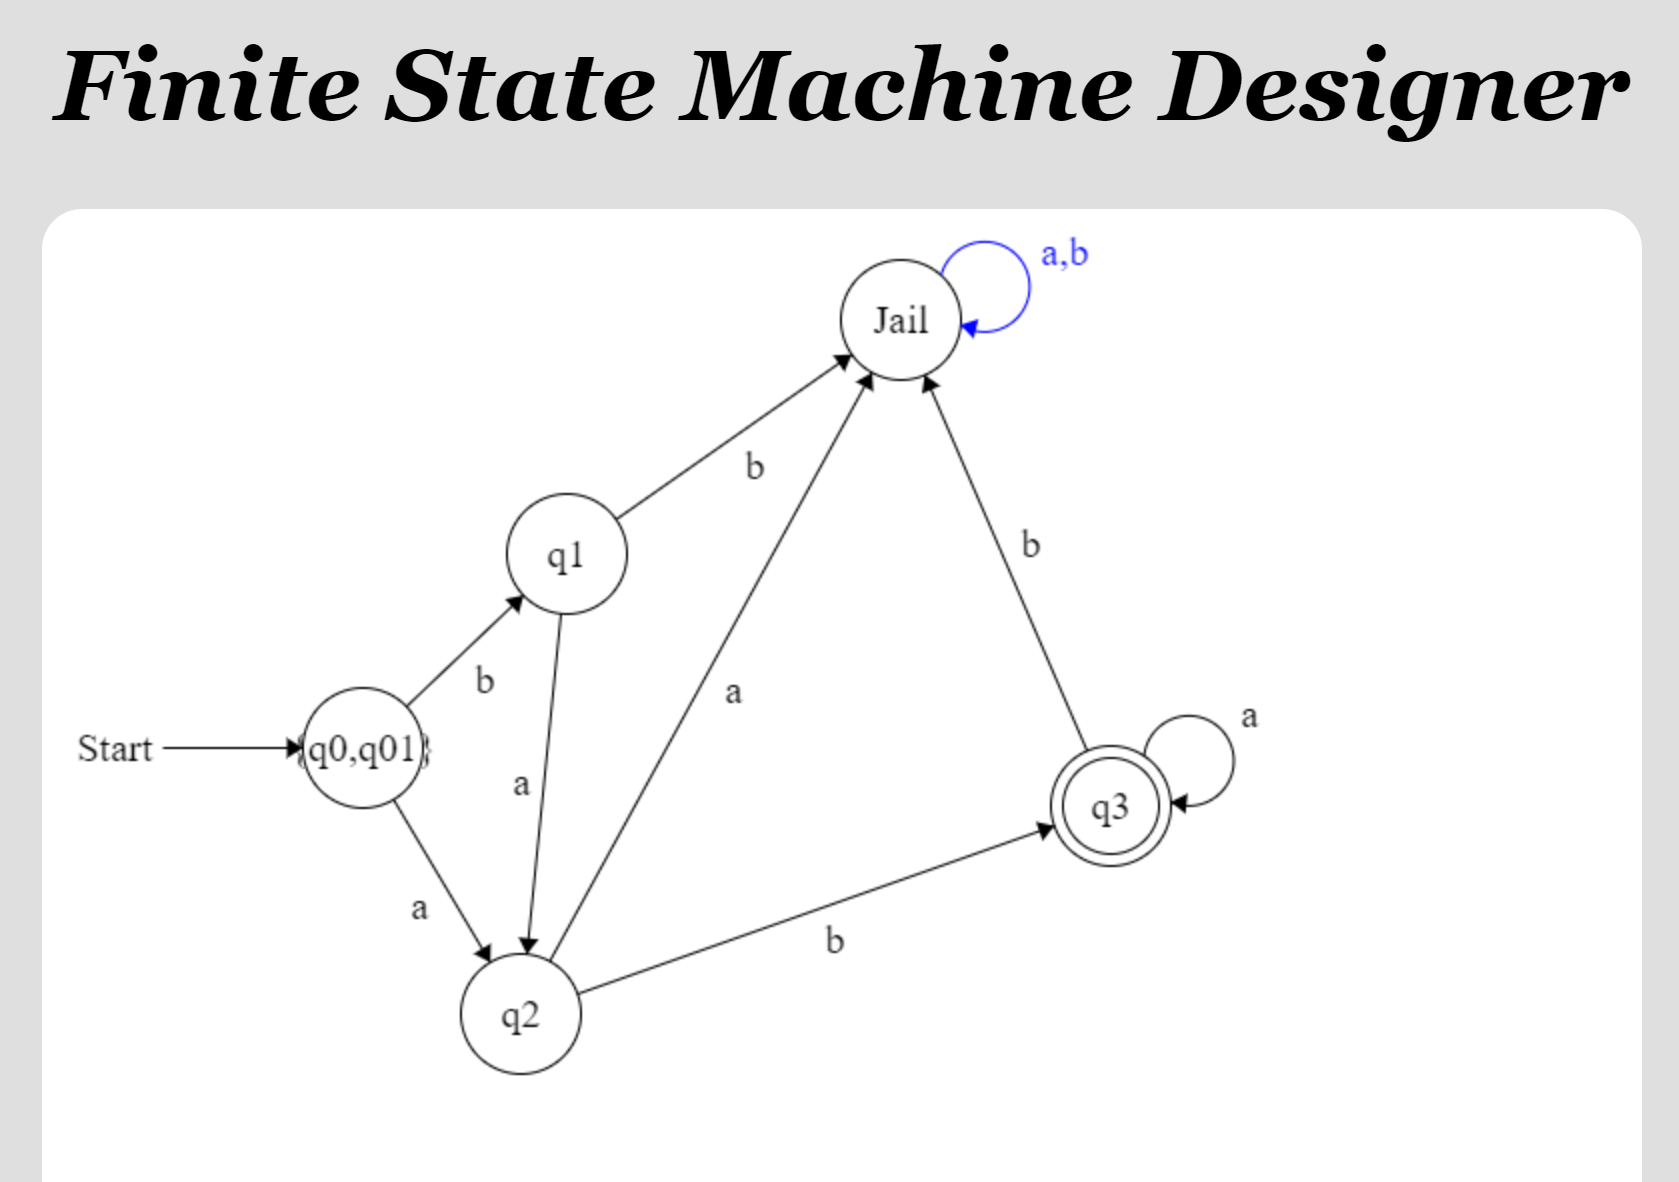 Finite State Machine Designer
a,b
Jail
b
q1
b
b
a
a
Start
{q0,q01}
a
q3
a
b
q2